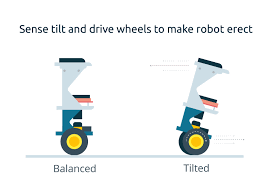 Sense tilt and drive wheels to make robot erect
Balanced
Tilted